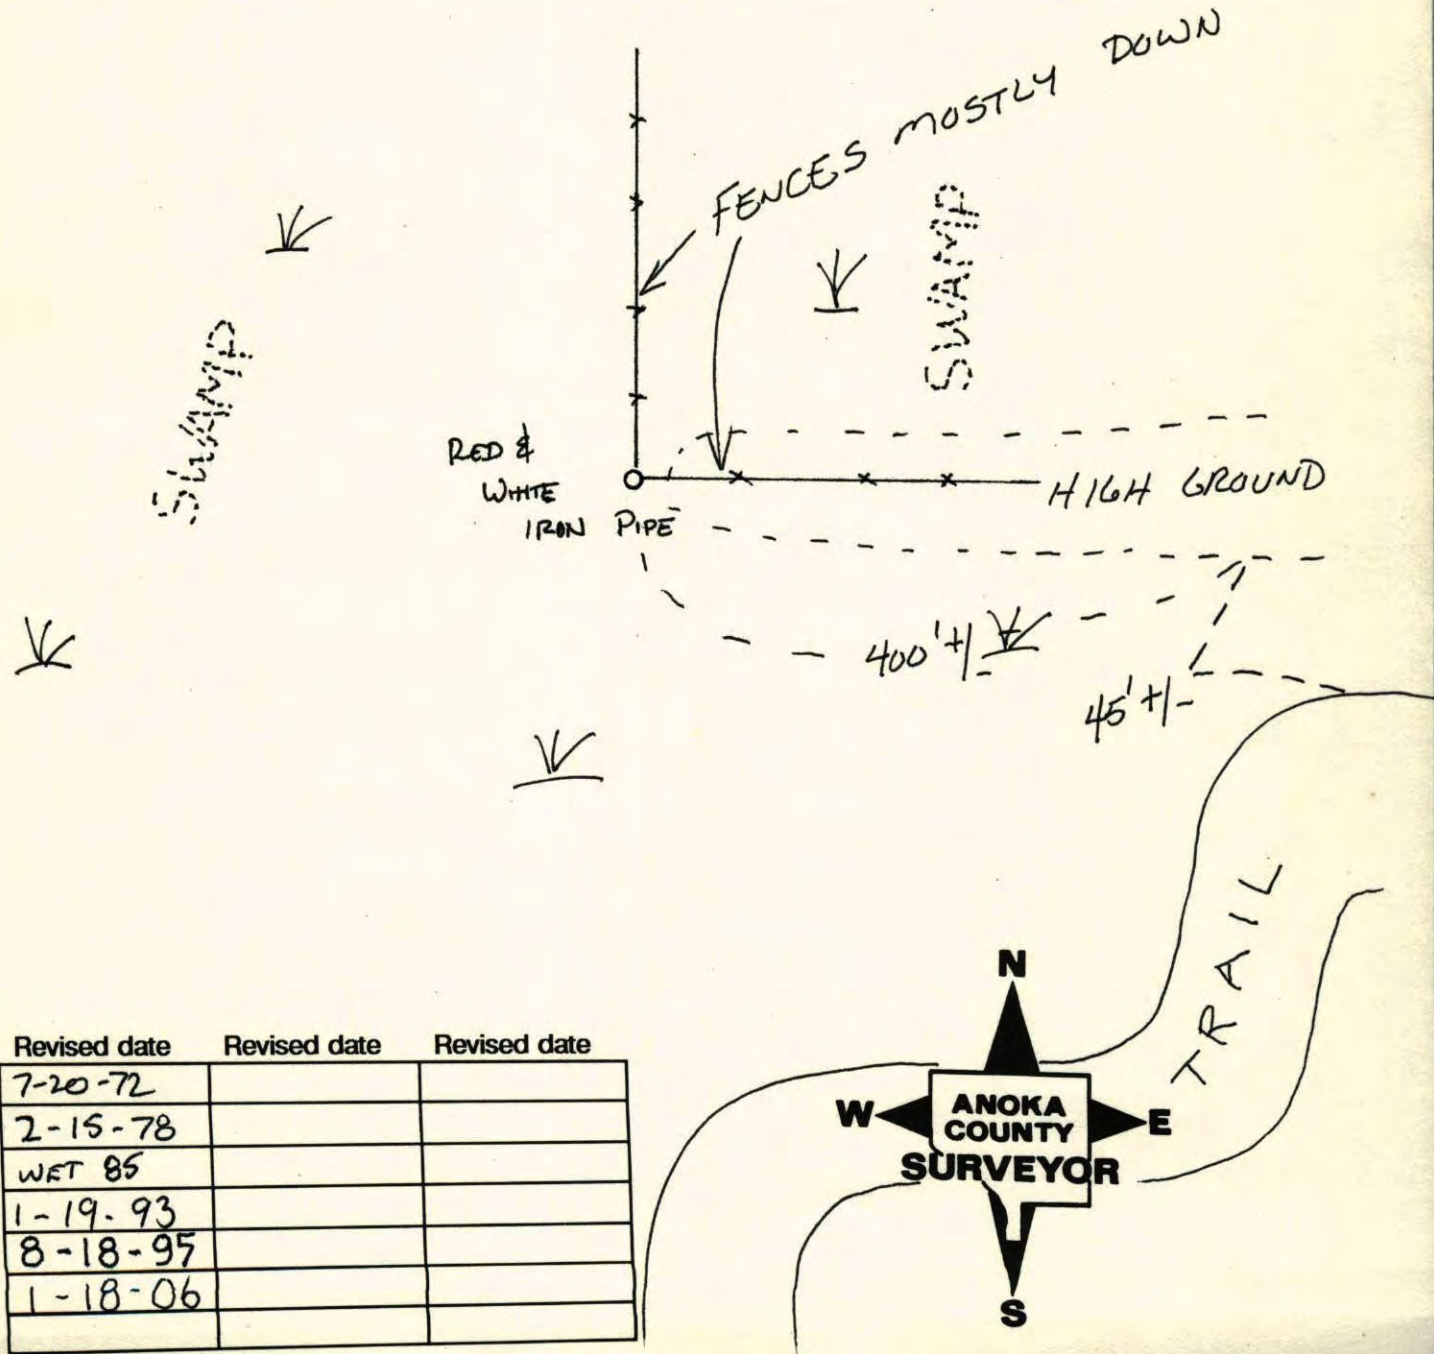 FENCES MOSTLY DOWN
SWAMP
SWAMP
RED &
WHITE
IRON PIPE
HIGH GROUND
400'+/-
45'+/-
TRAIL
N
W
ANOKA
COUNTY
SURVEYOR
E
S
Revised date Revised date Revised date
7-20-72
2-15-78
WET 85
1-19-93
8-18-95
1-18-06